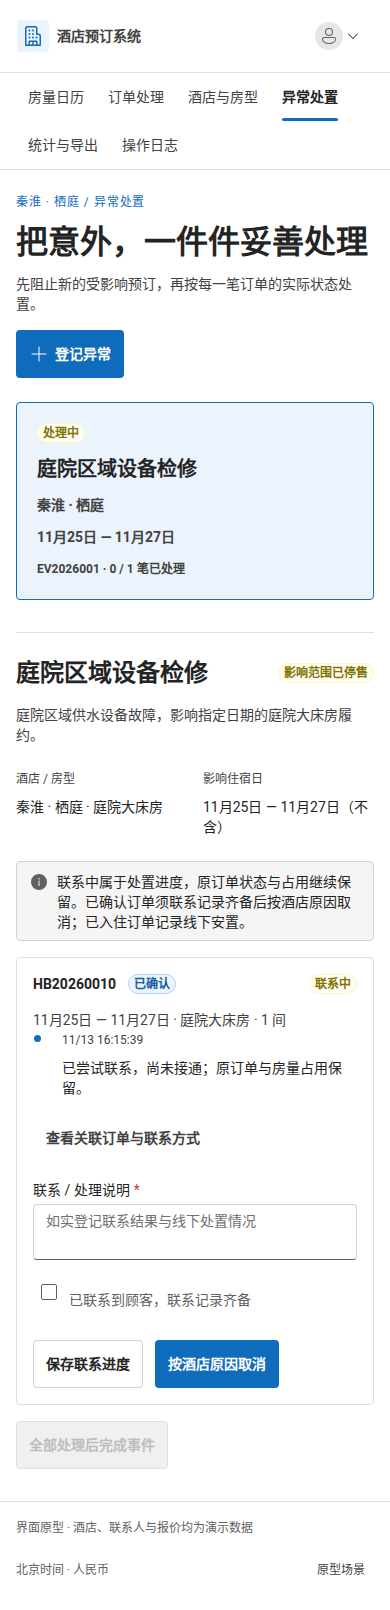 酒店预订系统
房量日历 订单处理 酒店与房型 异常处置
统计与导出 操作日志
秦淮 · 栖庭 / 异常处置
把意外，一件件妥善处理
先阻止新的受影响预订，再按每一笔订单的实际状态处
置。
登记异常
处理中
庭院区域设备检修
秦淮 · 栖庭
11月25日 — 11月27日
EV2026001 · 0 / 1 笔已处理
庭院区域设备检修 影响范围已停售
庭院区域供水设备故障，影响指定日期的庭院大床房履
约。
酒店 / 房型 影响住宿日
秦淮 · 栖庭 · 庭院大床房 11月25日 — 11月27日（不
含）
联系中属于处置进度，原订单状态与占用继续保
留。已确认订单须联系记录齐备后按酒店原因取
消；已入住订单记录线下安置。
HB20260010 已确认 联系中
11月25日 — 11月27日 · 庭院大床房 · 1 间
11/13 16:15:39
已尝试联系，尚未接通；原订单与房量占用保
留。
查看关联订单与联系方式
联系 / 处理说明 *
如实登记联系结果与线下处置情况
已联系到顾客，联系记录齐备
保存联系进度 按酒店原因取消
全部处理后完成事件
界面原型 · 酒店、联系人与报价均为演示数据
北京时间 · 人民币 原型场景